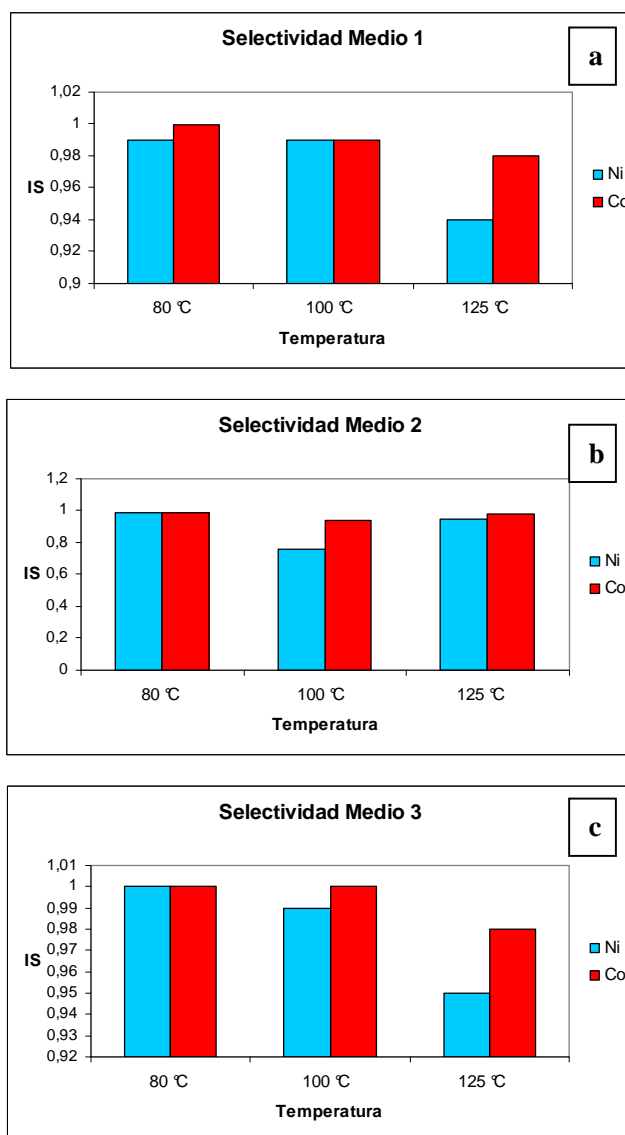 Selectividad Medio 1
a
1,02
1
0,98
0,96
0,94
0,92
0,9
IS
80 °C 100 °C 125 °C
Temperatura
Ni
Co
Selectividad Medio 2
b
1,2
1
0,8
0,6
0,4
0,2
0
IS
80 °C 100 °C 125 °C
Temperatura
Ni
Co
Selectividad Medio 3
c
1,01
1
0,99
0,98
0,97
0,96
0,95
0,94
0,93
0,92
IS
80 °C 100 °C 125 °C
Temperatura
Ni
Co